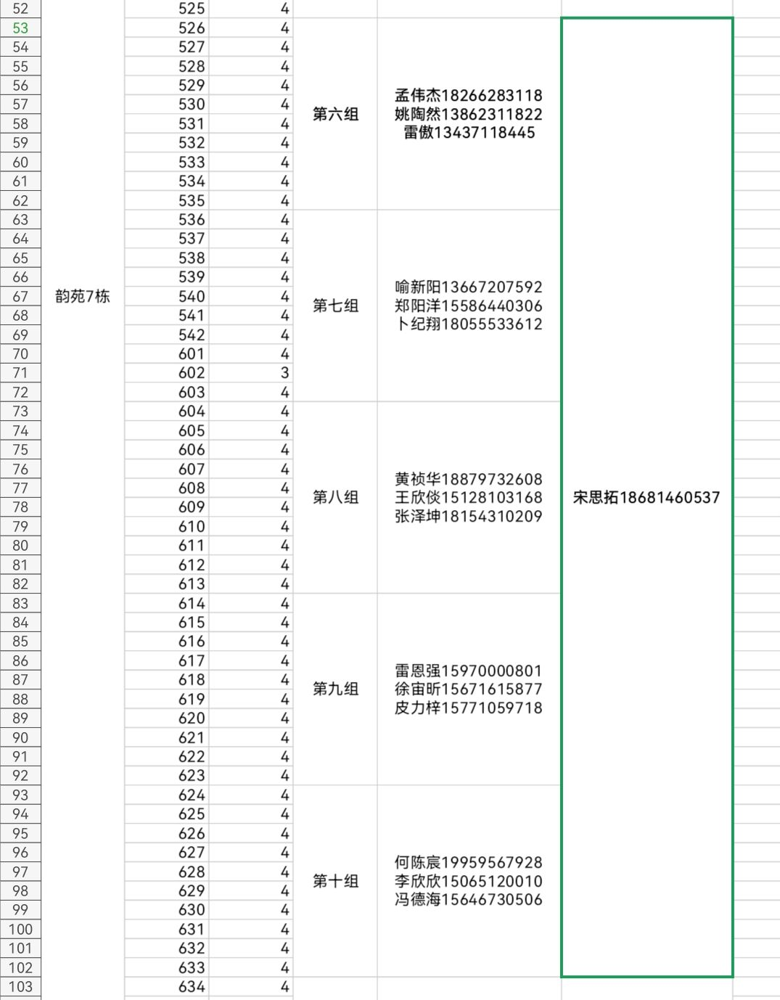 52 525 4
53 526 4
54 527 4
55 528 4
56 529 4
57 530 4
58 531 4
59 532 4
60 533 4
61 534 4
62 535 4
第六组
孟伟杰18266283118
姚陶然13862311822
雷傲13437118445
63 536 4
64 537 4
65 538 4
66 539 4
67 540 4
68 541 4
69 542 4
70 601 4
71 602 3
72 603 4
韵苑7栋
第七组
喻新阳13667207592
郑阳洋15586440306
卜纪翔18055533612
73 604 4
74 605 4
75 606 4
76 607 4
77 608 4
78 609 4
79 610 4
80 611 4
81 612 4
82 613 4
第八组
黄祯华18879732608
王欣倓15128103168
张泽坤18154310209
宋思拓18681460537
83 614 4
84 615 4
85 616 4
86 617 4
87 618 4
88 619 4
89 620 4
90 621 4
91 622 4
92 623 4
第九组
雷恩强15970000801
徐宙昕15671615877
皮力梓15771059718
93 624 4
94 625 4
95 626 4
96 627 4
97 628 4
98 629 4
99 630 4
100 631 4
101 632 4
102 633 4
第十组
何陈宸19959567928
李欣欣15065120010
冯德海15646730506
103 634 4